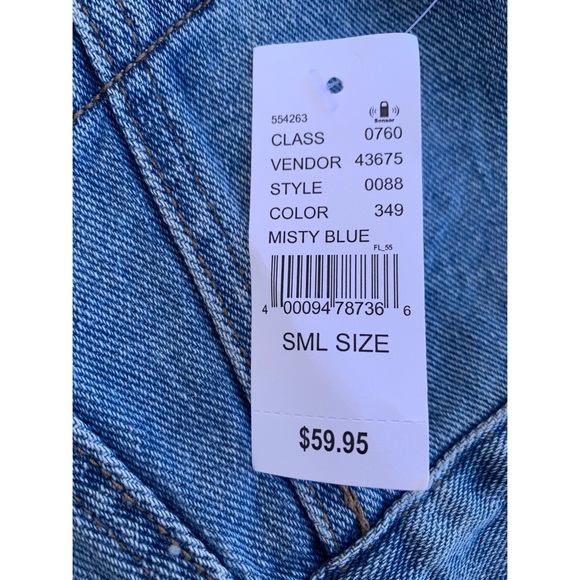 554263
Sensor
CLASS 0760
VENDOR 43675
STYLE 0088
COLOR 349
MISTY BLUE
FL_55
4 00094 78736 6
SML SIZE
$59.95